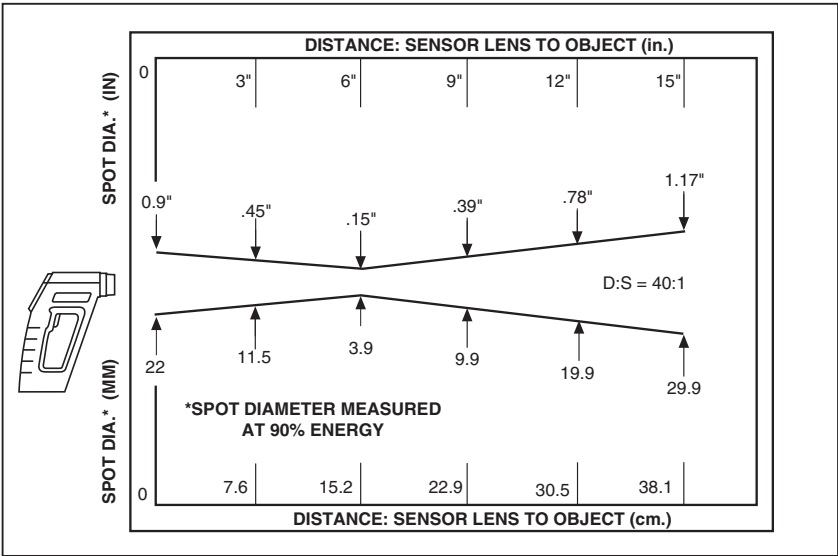 DISTANCE: SENSOR LENS TO OBJECT (in.)
0 3" 6" 9" 12" 15"
SPOT DIA.* (IN)
0.9" .45" .15" .39" .78" 1.17"
D:S = 40:1
22 11.5 3.9 9.9 19.9 29.9
SPOT DIA.* (MM)
*SPOT DIAMETER MEASURED
AT 90% ENERGY
0 7.6 15.2 22.9 30.5 38.1
DISTANCE: SENSOR LENS TO OBJECT (cm.)